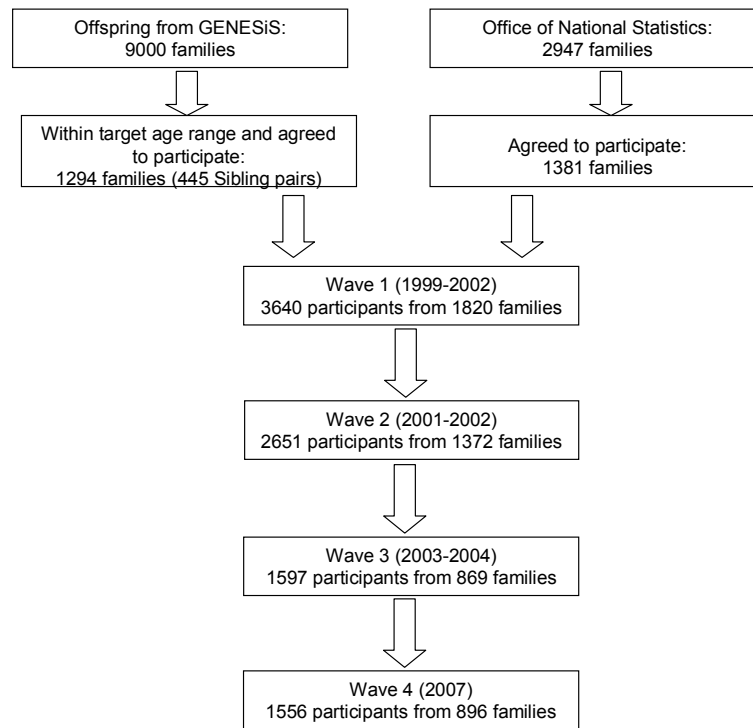 Offspring from GENESiS:
9000 families
Office of National Statistics:
2947 families
Within target age range and agreed
to participate:
1294 families (445 Sibling pairs)
Agreed to participate:
1381 families
Wave 1 (1999-2002)
3640 participants from 1820 families
Wave 2 (2001-2002)
2651 participants from 1372 families
Wave 3 (2003-2004)
1597 participants from 869 families
Wave 4 (2007)
1556 participants from 896 families